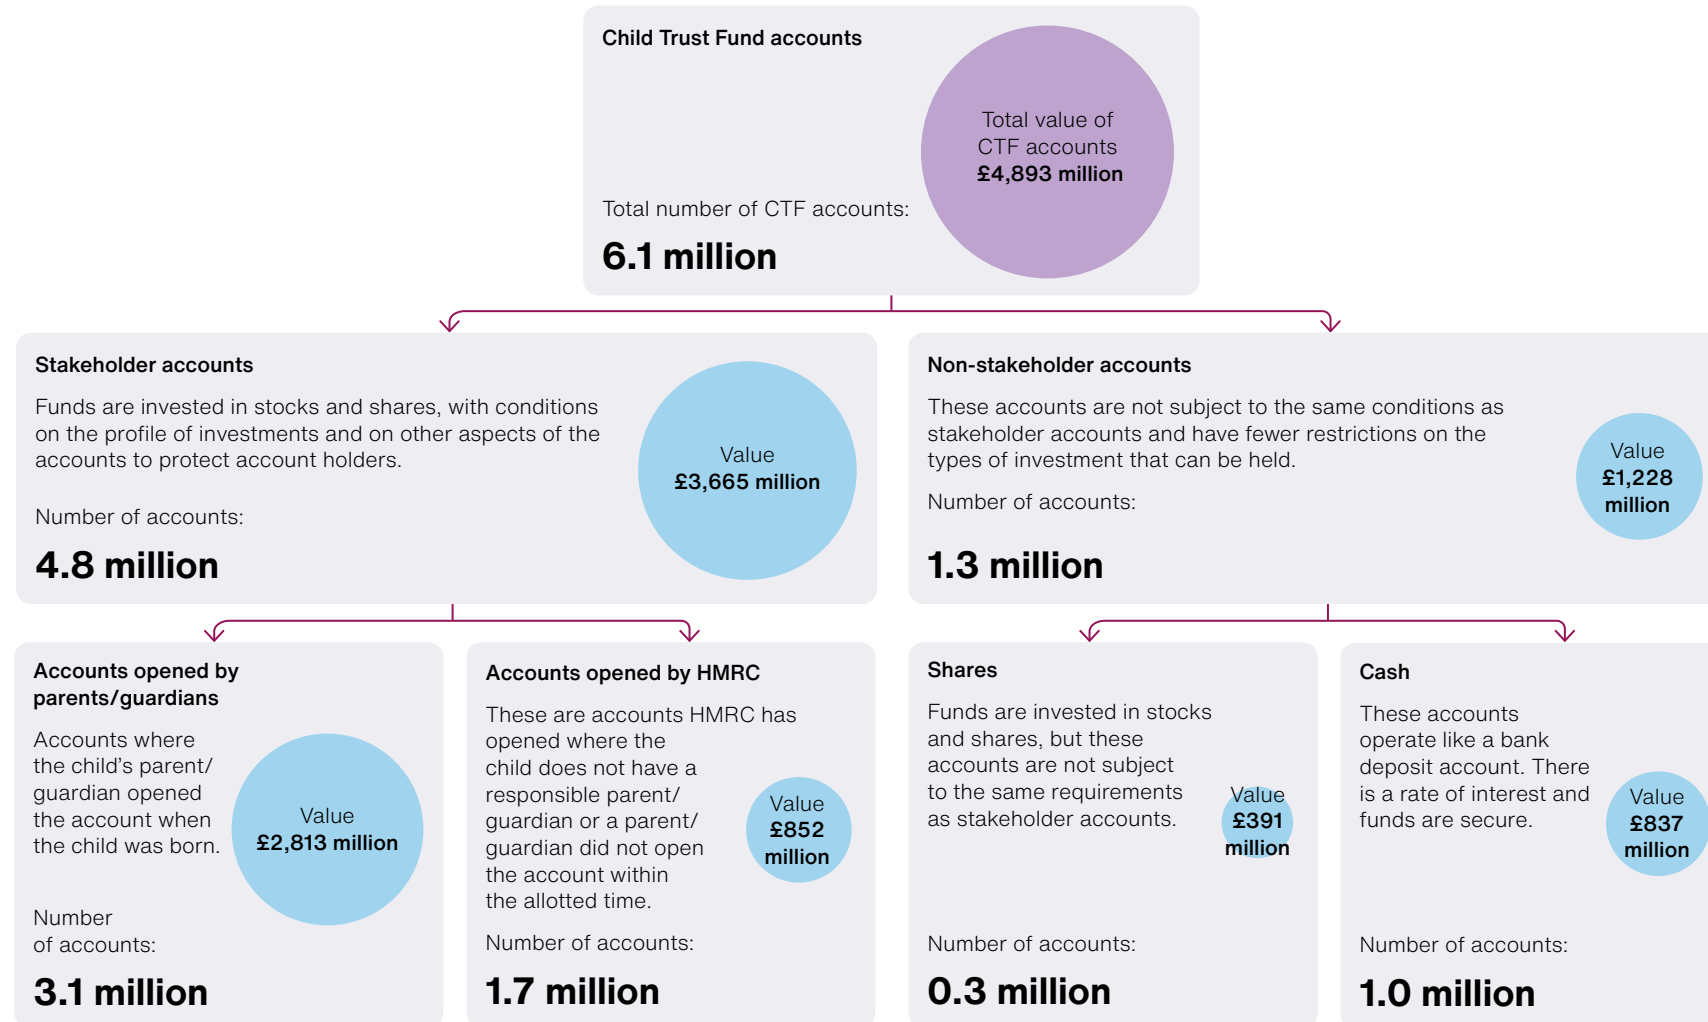 Child Trust Fund accounts
Total value of
CTF accounts
£4,893 million
Total number of CTF accounts:
6.1 million
Stakeholder accounts
Funds are invested in stocks and shares, with conditions
on the profile of investments and on other aspects of the
accounts to protect account holders.
Value
£3,665 million
Number of accounts:
4.8 million
Non-stakeholder accounts
These accounts are not subject to the same conditions as
stakeholder accounts and have fewer restrictions on the
types of investment that can be held.
Value
£1,228
million
Number of accounts:
1.3 million
Accounts opened by
parents/guardians
Accounts where
the child's parent/
guardian opened
the account when
the child was born.
Value
£2,813 million
Number
of accounts:
3.1 million
Accounts opened by HMRC
These are accounts HMRC has
opened where the
child does not have a
responsible parent/
guardian or a parent/
guardian did not open
the account within
the allotted time.
Value
£852
million
Number of accounts:
1.7 million
Shares
Funds are invested in stocks
and shares, but these
accounts are not subject
to the same requirements
as stakeholder accounts.
Value
£391
million
Number of accounts:
0.3 million
Cash
These accounts
operate like a bank
deposit account. There
is a rate of interest and
funds are secure.
Value
£837
million
Number of accounts:
1.0 million